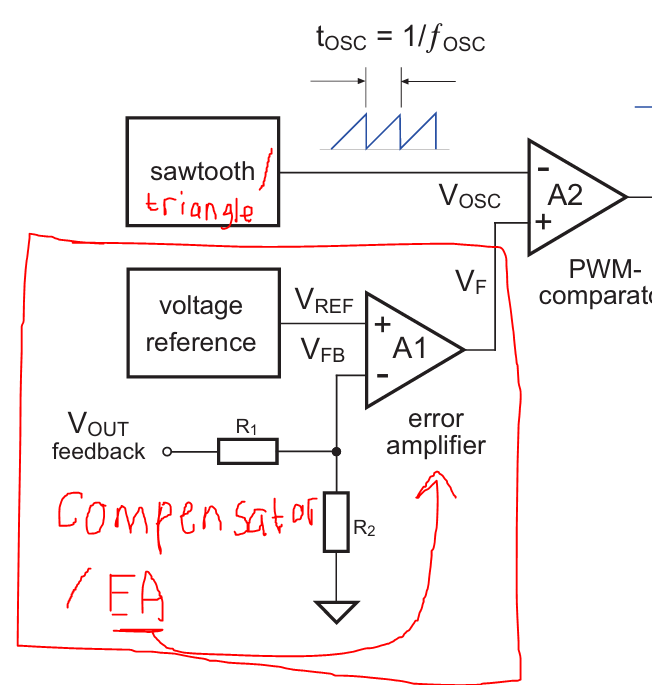 tOSC = 1/fOSC
sawtooth /
triangle
VOSC
-
+
A2
PWM-
comparato
VF
voltage
reference
VREF
VFB
+
-
A1
error
amplifier
VOUT
feedback
R1
R2
Compensator
/ EA